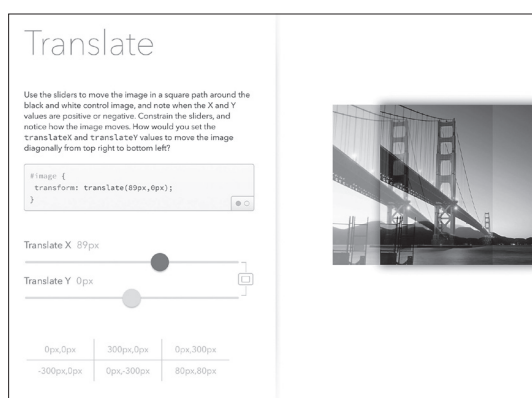 Translate
Use the sliders to move the image in a square path around the
black and white control image, and note when the X and Y
values are positive or negative. Constrain the sliders, and
notice how the image moves. How would you set the
translateX and translateY values to move the image
diagonally from top right to bottom left?
#image {
transform: translate(89px,0px);
}
Translate X 89px
Translate Y 0px
0px,0px 300px,0px 0px,300px
-300px,0px 0px,-300px 80px,80px